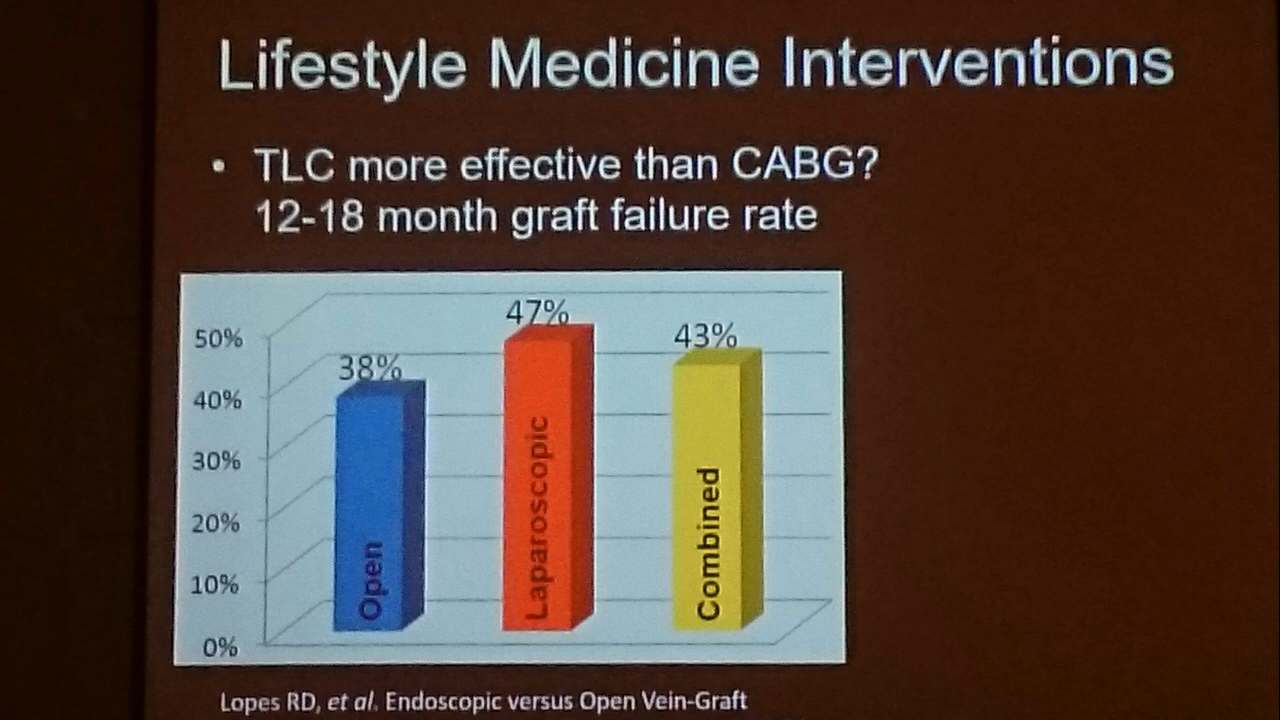 Lifestyle Medicine Interventions
• TLC more effective than CABG?
12-18 month graft failure rate
50%
40%
30%
20%
10%
0%
38%
47%
43%
Open
Laparoscopic
Combined
Lopes RD, et al. Endoscopic versus Open Vein-Graft